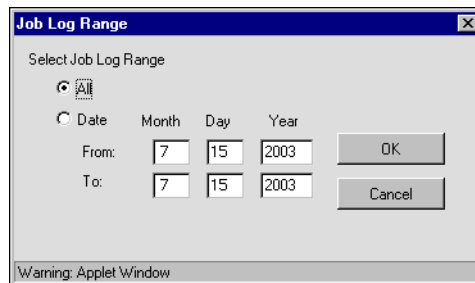 Job Log Range
Select Job Log Range
All
Date Month Day Year
From: 7 15 2003 OK
To: 7 15 2003 Cancel
Warning: Applet Window